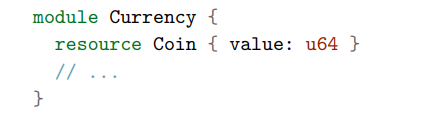 module Currency {
  resource Coin { value: u64 }
  // ...
}